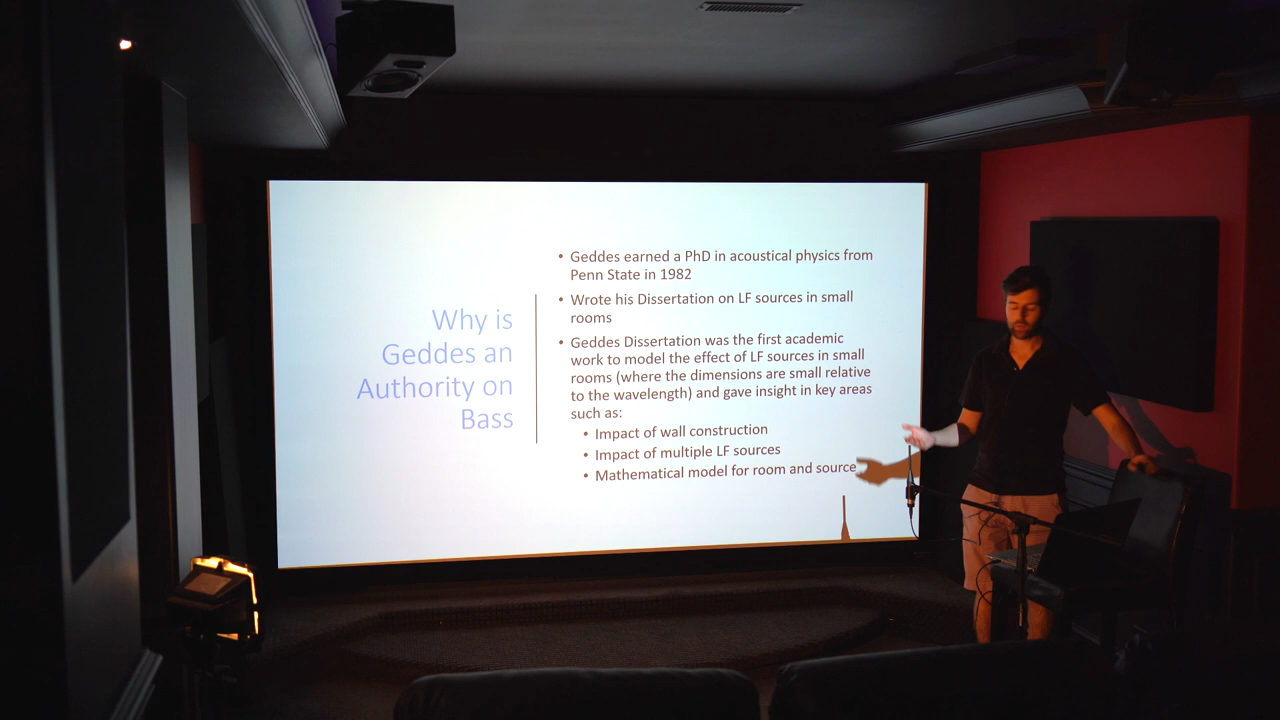 Why is
Geddes an
Authority on
Bass
• Geddes earned a PhD in acoustical physics from
Penn State in 1982
• Wrote his Dissertation on LF sources in small
rooms
• Geddes Dissertation was the first academic
work to model the effect of LF sources in small
rooms (where the dimensions are small relative
to the wavelength) and gave insight in key areas
such as:
• Impact of wall construction
• Impact of multiple LF sources
• Mathematical model for room and source